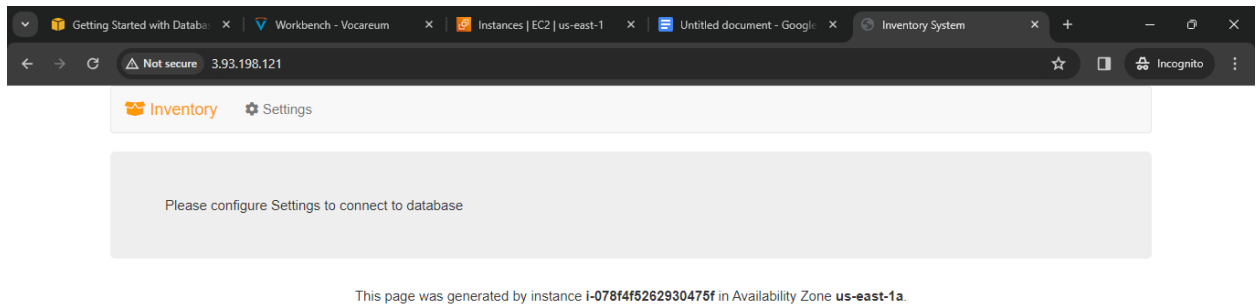 Getting Started with Databa
Workbench - Vocareum
Instances | EC2 | us-east-1
Untitled document - Google
Inventory System
Not secure 3.93.198.121
Incognito
Inventory Settings
Please configure Settings to connect to database
This page was generated by instance i-078f4f5262930475f in Availability Zone us-east-1a.